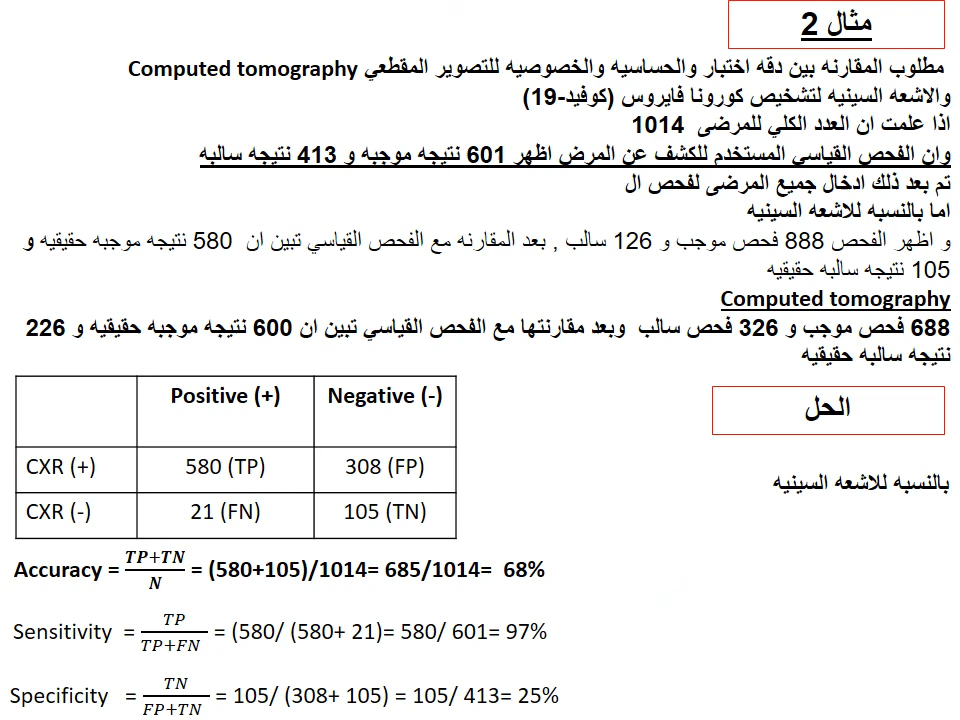 مثال 2
مطلوب المقارنه بين دقه اختبار والحساسيه والخصوصيه للتصوير المقطعي Computed tomography
والاشعه السينيه لتشخيص كورونا فايروس (كوفيد-19)
اذا علمت ان العدد الكلي للمرضى 1014
وان الفحص القياسي المستخدم للكشف عن المرض اظهر 601 نتيجه موجبه و 413 نتيجه سالبه
تم بعد ذلك ادخال جميع المرضى لفحص ال
اما بالنسبه للاشعه السينيه
و اظهر الفحص 888 فحص موجب و 126 سالب , بعد المقارنه مع الفحص القياسي تبين ان 580 نتيجه موجبه حقيقيه و
105 نتيجه سالبه حقيقيه
Computed tomography
688 فحص موجب و 326 فحص سالب وبعد مقارنتها مع الفحص القياسي تبين ان 600 نتيجه موجبه حقيقيه و 226
نتيجه سالبه حقيقيه
الحل
بالنسبه للاشعه السينيه
Positive (+) Negative (-)
CXR (+) 580 (TP) 308 (FP)
CXR (-) 21 (FN) 105 (TN)
Accuracy = TP+TN / N = (580+105)/1014= 685/1014= 68%
Sensitivity = TP / TP+FN = (580/ (580+ 21)= 580/ 601= 97%
Specificity = TN / FP+TN = 105/ (308+ 105) = 105/ 413= 25%